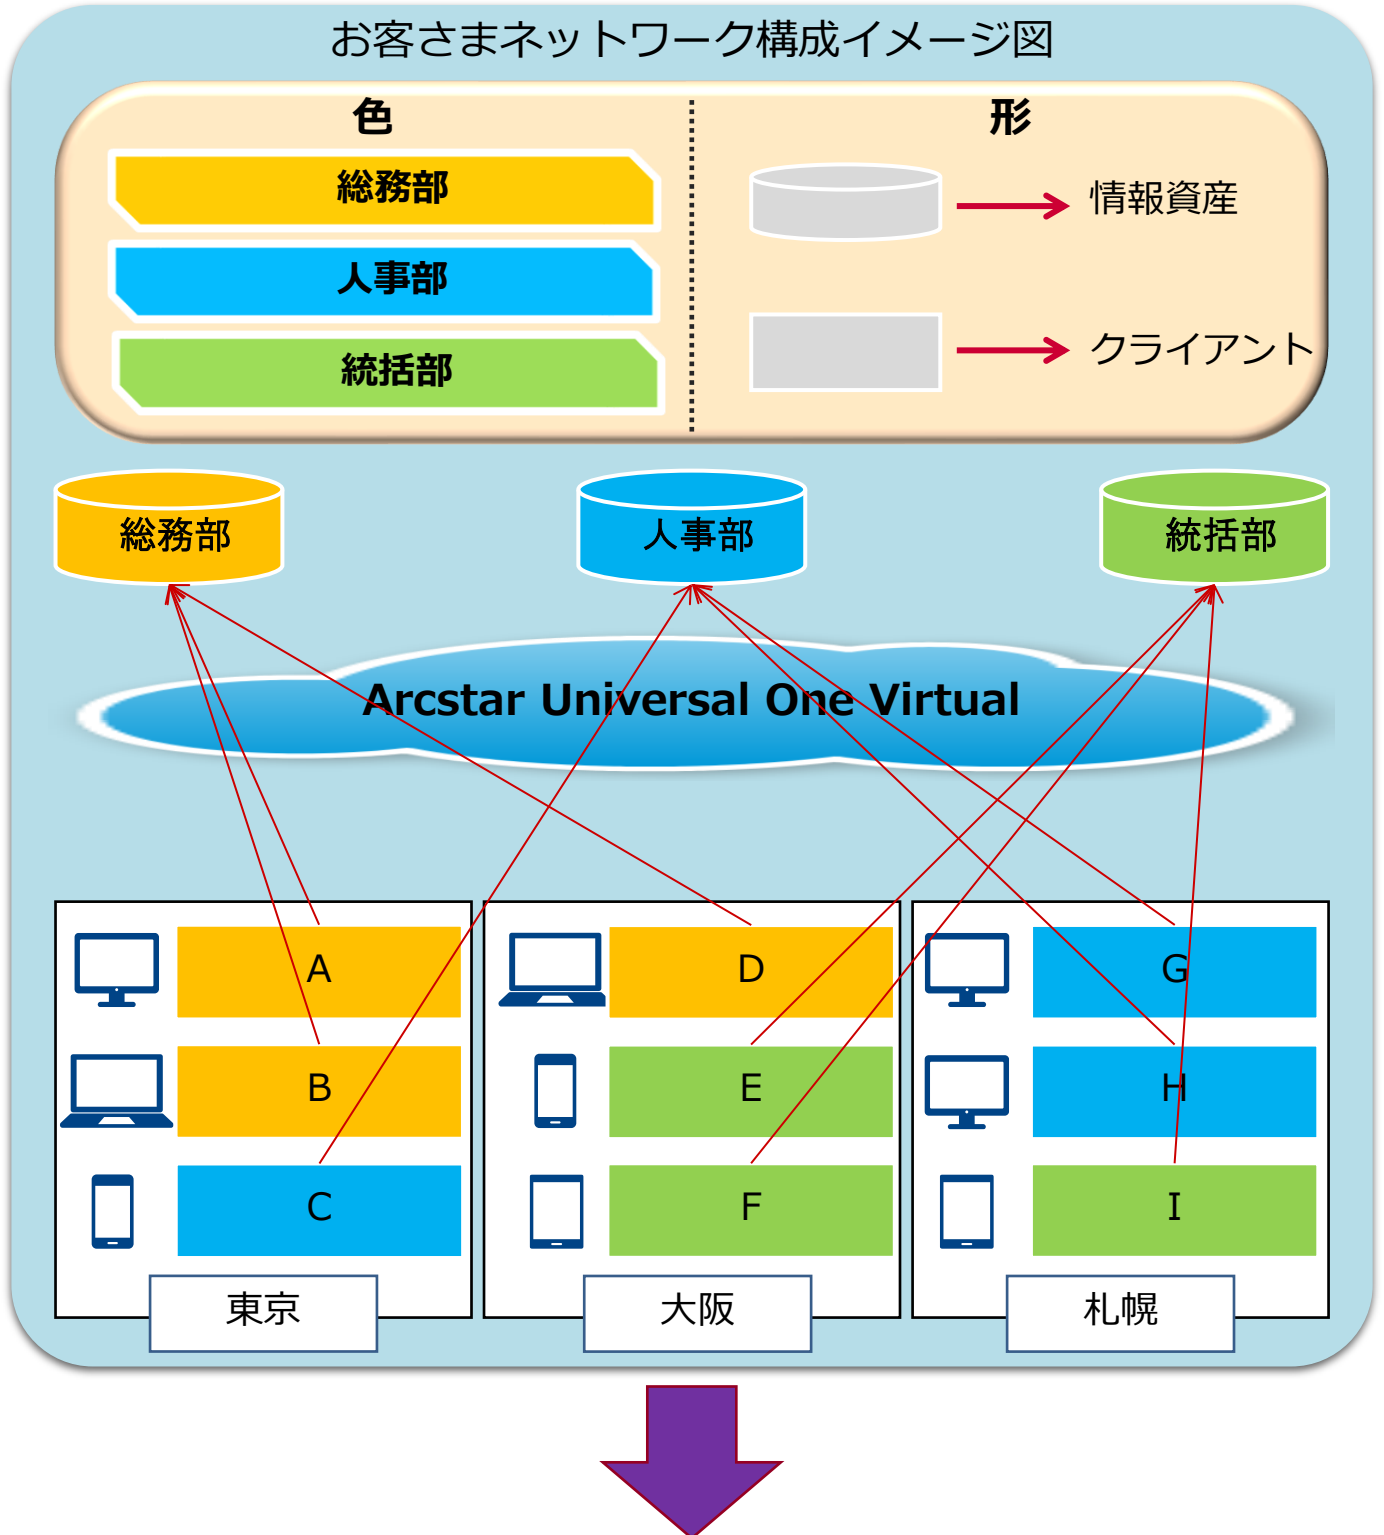 お客さまネットワーク構成イメージ図
色
形
総務部
人事部
統括部
情報資産
クライアント
総務部
人事部
統括部
Arcstar Universal One Virtual
A
B
C
東京
D
E
F
大阪
G
H
I
札幌